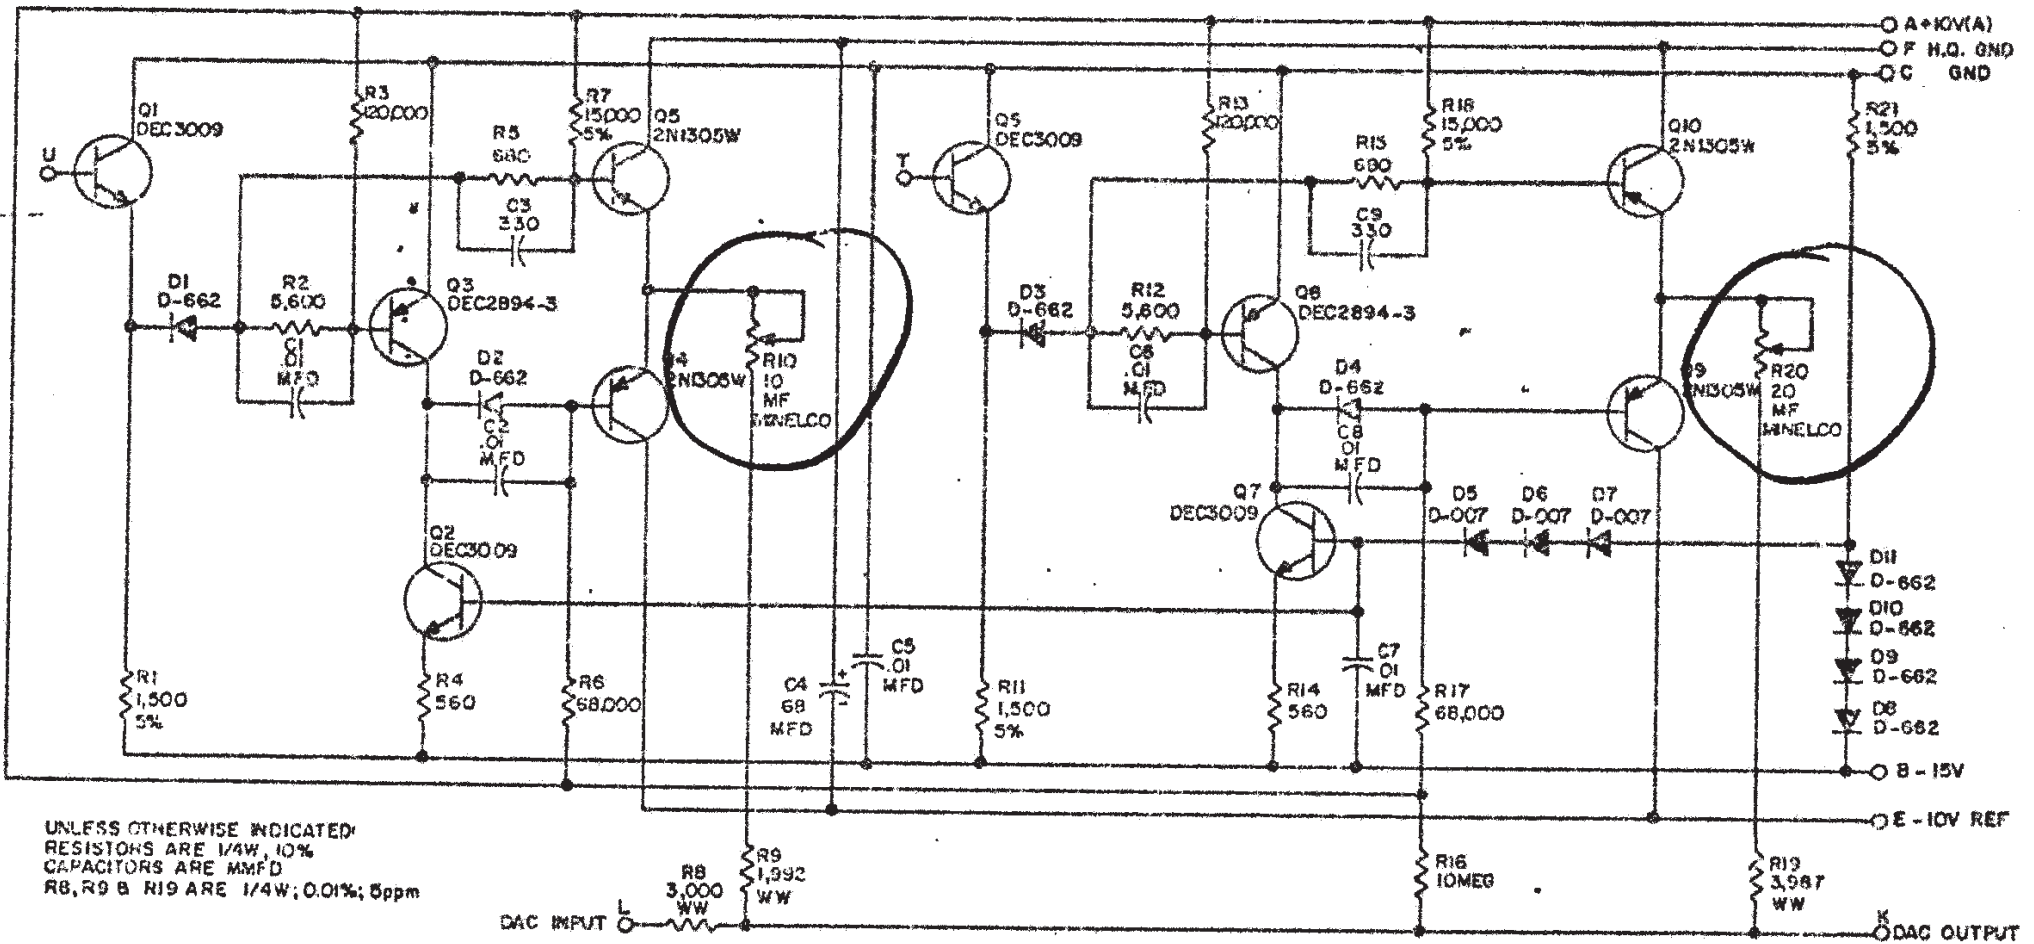 A+10V(A)
F H.Q. GND
C GND
Q1
DEC3009
U
R3
120,000
R7
15,000
5%
Q5
2N1305W
R5
680
C3
330
D1
D-662
R2
5,600
C1
.01
MFD
Q3
DEC2894-3
D2
D-662
C2
.01
MFD
2N1305W
R10
10
MF
MINELCO
Q2
DEC3009
R1
1,500
5%
R4
560
R6
68,000
C4
68
MFD
C5
.01
MFD
T
Q5
DEC3009
R13
120,000
R18
15,000
5%
R15
680
C9
330
Q10
2N1305W
R21
1,500
5%
D3
D-662
R12
5,600
C6
.01
MFD
Q8
DEC2894-3
D4
D-662
C8
.01
MFD
Q9
2N1305W
R20
20
MF
MINELCO
Q7
DEC3009
D5
D-007
D6
D-007
D7
D-007
D11
D-662
D10
D-662
D9
D-662
D8
D-662
R11
1,500
5%
R14
560
C7
.01
MFD
R17
68,000
B -15V
E -10V REF
UNLESS OTHERWISE INDICATED:
RESISTORS ARE 1/4W, 10%
CAPACITORS ARE MMFD
R8, R9 & R19 ARE 1/4W; 0.01%; 5ppm
R9
1,992
WW
R8
3,000
WW
R16
10MEG
R19
3,987
WW
DAC INPUT L
K
DAC OUTPUT